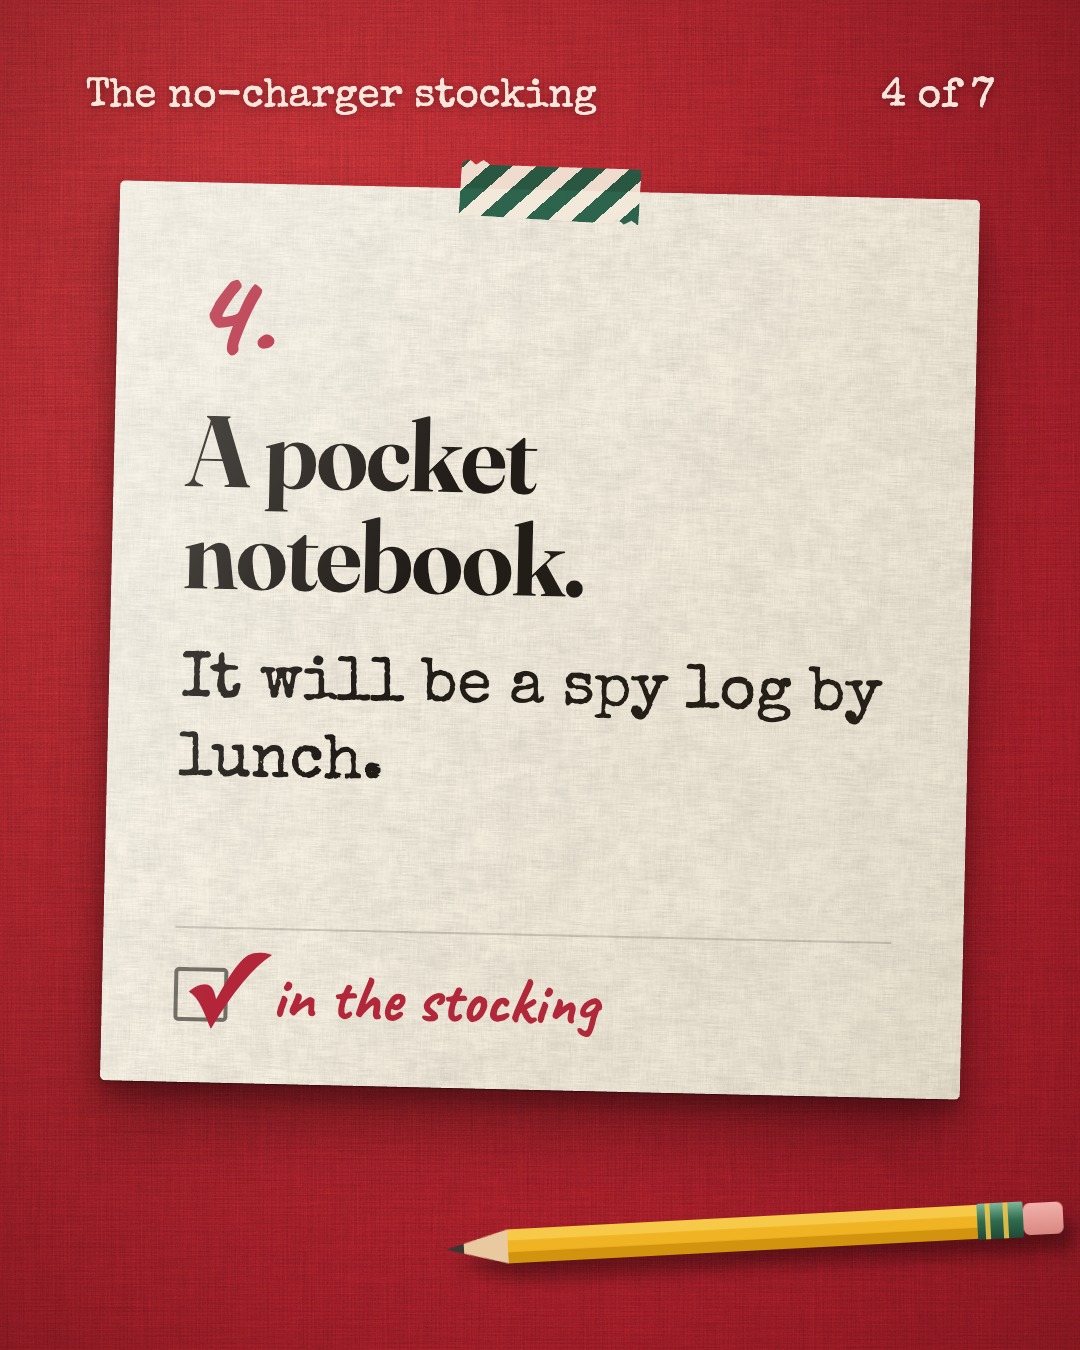 The no-charger stocking
4 of 7
4.
A pocket
notebook.
It will be a spy log by
lunch.
in the stocking